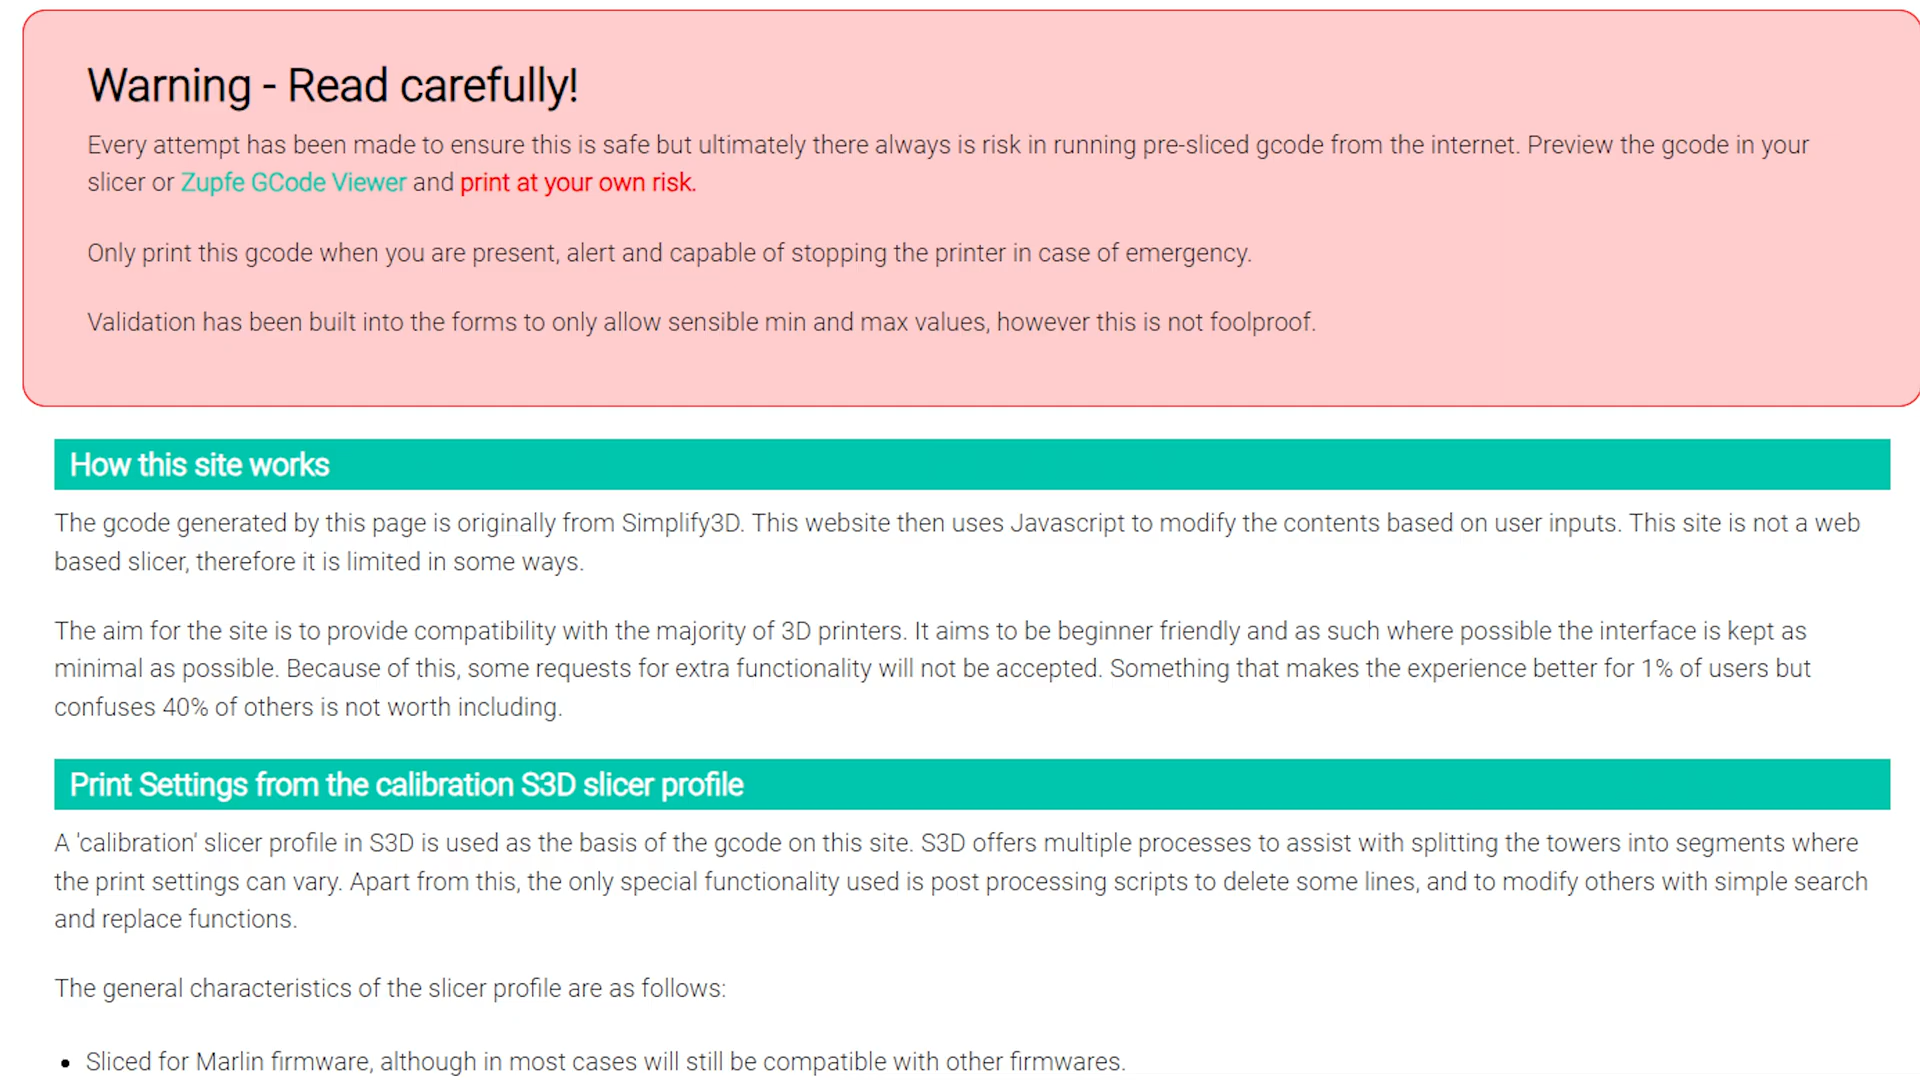 Warning - Read carefully!
Every attempt has been made to ensure this is safe but ultimately there always is risk in running pre-sliced gcode from the internet. Preview the gcode in your
slicer or Zupfe GCode Viewer and print at your own risk.
Only print this gcode when you are present, alert and capable of stopping the printer in case of emergency.
Validation has been built into the forms to only allow sensible min and max values, however this is not foolproof.
How this site works
The gcode generated by this page is originally from Simplify3D. This website then uses Javascript to modify the contents based on user inputs. This site is not a web
based slicer, therefore it is limited in some ways.
The aim for the site is to provide compatibility with the majority of 3D printers. It aims to be beginner friendly and as such where possible the interface is kept as
minimal as possible. Because of this, some requests for extra functionality will not be accepted. Something that makes the experience better for 1% of users but
confuses 40% of others is not worth including.
Print Settings from the calibration S3D slicer profile
A 'calibration' slicer profile in S3D is used as the basis of the gcode on this site. S3D offers multiple processes to assist with splitting the towers into segments where
the print settings can vary. Apart from this, the only special functionality used is post processing scripts to delete some lines, and to modify others with simple search
and replace functions.
The general characteristics of the slicer profile are as follows:
• Sliced for Marlin firmware, although in most cases will still be compatible with other firmwares.